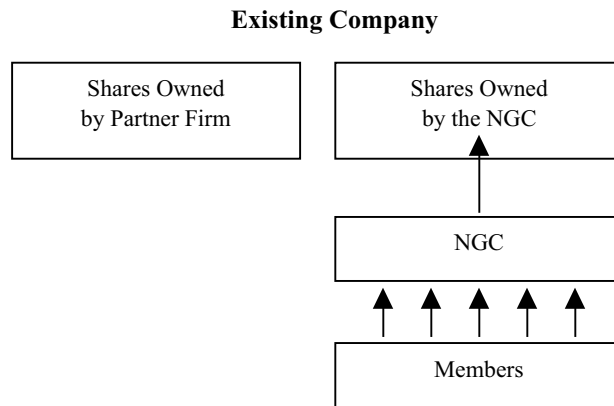 Existing Company
Shares Owned
by Partner Firm
Shares Owned
by the NGC
NGC
Members